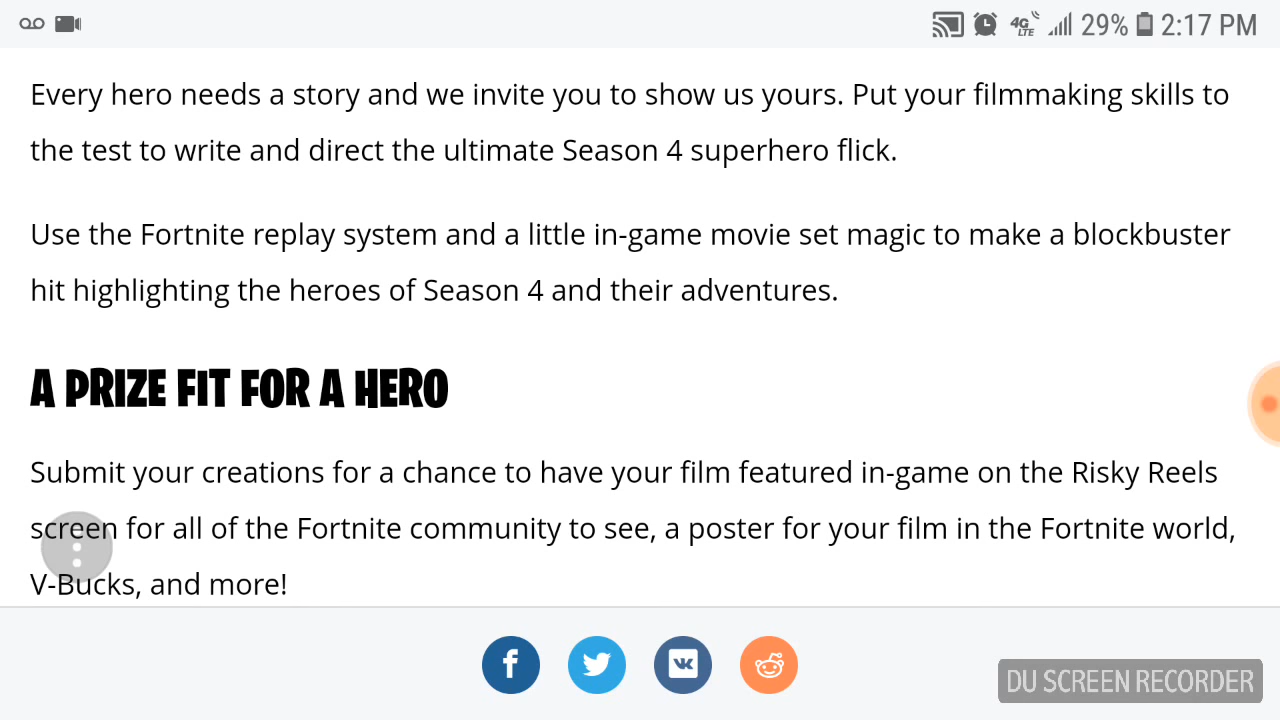 4G LTE 29% 2:17 PM
Every hero needs a story and we invite you to show us yours. Put your filmmaking skills to
the test to write and direct the ultimate Season 4 superhero flick.
Use the Fortnite replay system and a little in-game movie set magic to make a blockbuster
hit highlighting the heroes of Season 4 and their adventures.
A PRIZE FIT FOR A HERO
Submit your creations for a chance to have your film featured in-game on the Risky Reels
screen for all of the Fortnite community to see, a poster for your film in the Fortnite world,
V-Bucks, and more!
DU SCREEN RECORDER